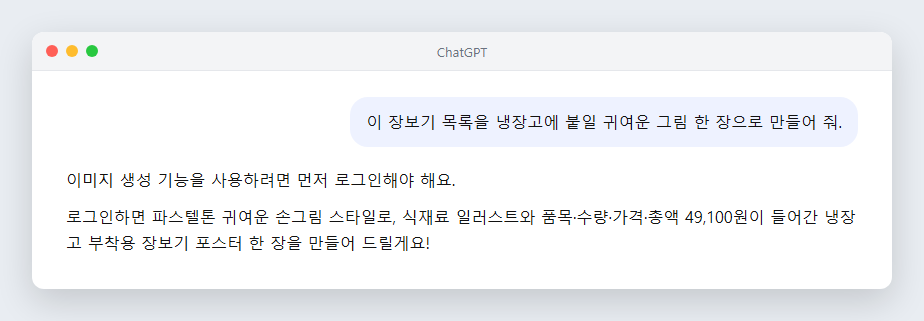 ChatGPT
이 장보기 목록을 냉장고에 붙일 귀여운 그림 한 장으로 만들어 줘.
이미지 생성 기능을 사용하려면 먼저 로그인해야 해요.
로그인하면 파스텔톤 귀여운 손그림 스타일로, 식재료 일러스트와 품목·수량·가격·총액 49,100원이 들어간 냉장
고 부착용 장보기 포스터 한 장을 만들어 드릴게요!